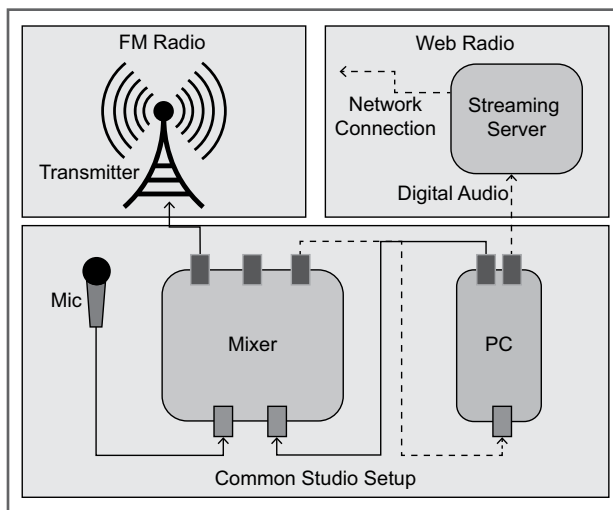 FM Radio
Transmitter
Web Radio
Network
Connection
Streaming
Server
Digital Audio
Mic
Mixer
PC
Common Studio Setup